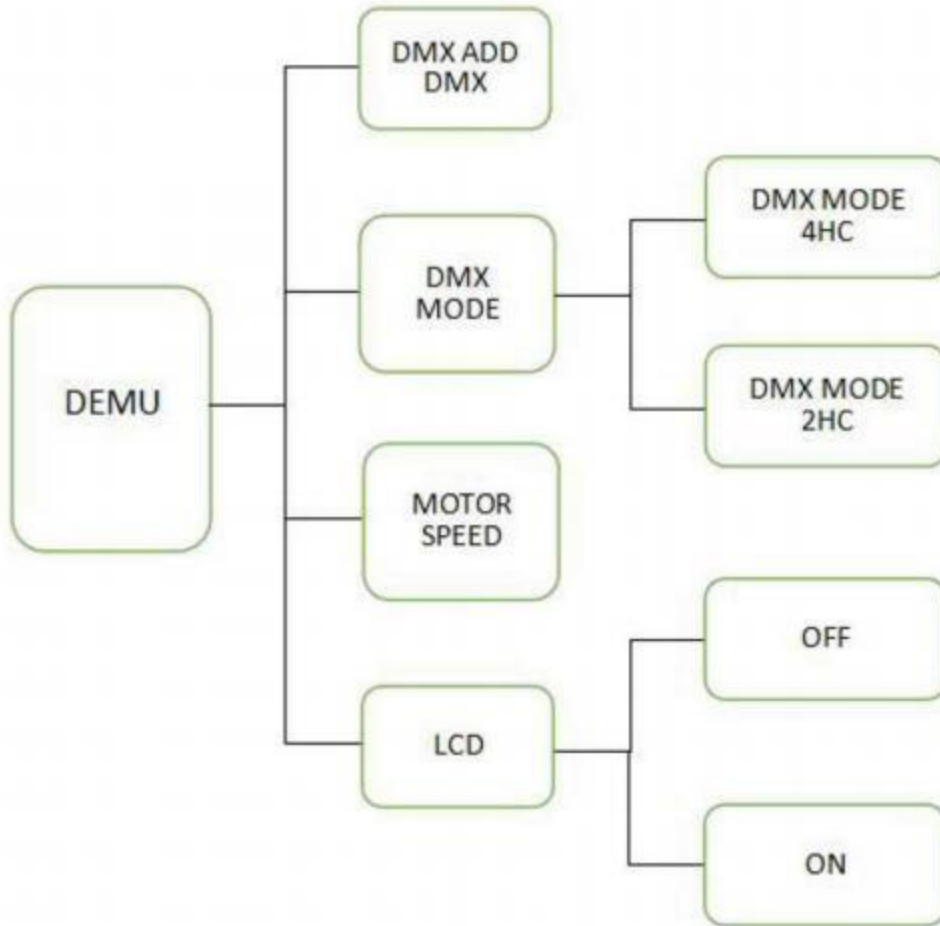 DEMU
DMX ADD
DMX
DMX
MODE
DMX MODE
4HC
DMX MODE
2HC
MOTOR
SPEED
LCD
OFF
ON